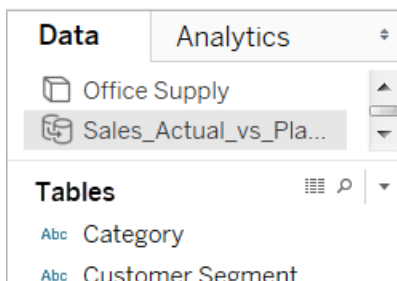 Data Analytics
Office Supply
Sales_Actual_vs_Pla...
Tables
Abc Category
Abc Customer Segment